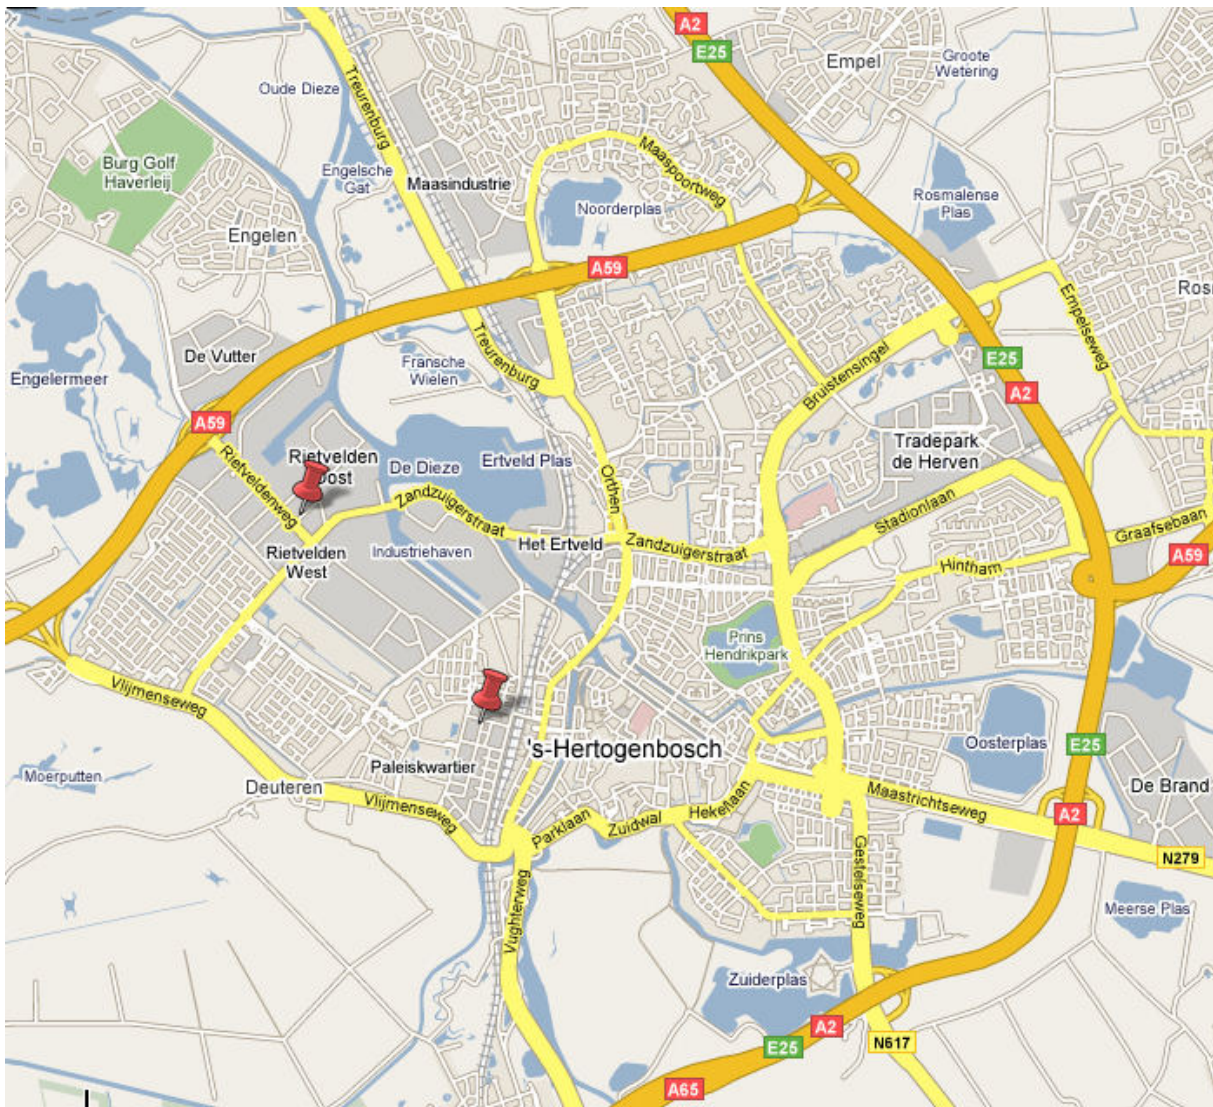 A2
E25
Empel
Groote
Wetering
Oude Dieze
Treurenburg
Maaspoortweg
Burg Golf
Haverleij
Engelsche
Gat
Maasindustrie
Noorderplas
Rosmalense
Plas
Engelen
A59
Empelseweg
De Vutter
Treurenburg
Fransche
Wielen
Engelermeer
Bruistensingel
E25
A2
A59
Rietveldenweg
Rietvelden
De Dieze
Ertveld Plas
Orthen
Tradepark
de Herven
Zandzuigerstraat
Stadionlaan
Graafsebaan
A59
Rietvelden
West
Industriehaven
Het Ertveld
Zandzuigerstraat
Hintham
Prins
Hendrikpark
Vlijmenseweg
's-Hertogenbosch
Oosterplas
E25
Moerputten
Paleiskwartier
Deuteren
Vlijmenseweg
Parklaan
Zuidwal
Hekellaan
Maastrichtseweg
De Brand
A2
N279
Gestelseweg
Vughterweg
Meerse Plas
Zuiderplas
A2
E25
N617
A65